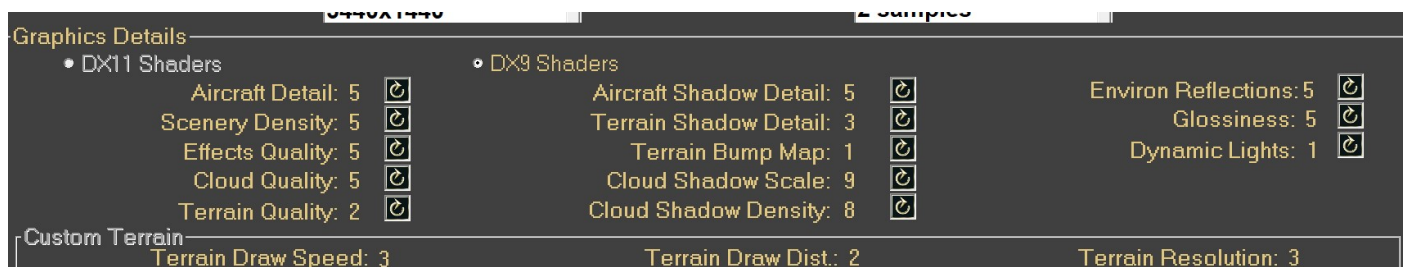 3440x1440 2 samples
Graphics Details
DX11 Shaders DX9 Shaders
Aircraft Detail: 5 Aircraft Shadow Detail: 5 Environ Reflections: 5
Scenery Density: 5 Terrain Shadow Detail: 3 Glossiness: 5
Effects Quality: 5 Terrain Bump Map: 1 Dynamic Lights: 1
Cloud Quality: 5 Cloud Shadow Scale: 9
Terrain Quality: 2 Cloud Shadow Density: 8
Custom Terrain
Terrain Draw Speed: 3 Terrain Draw Dist.: 2 Terrain Resolution: 3